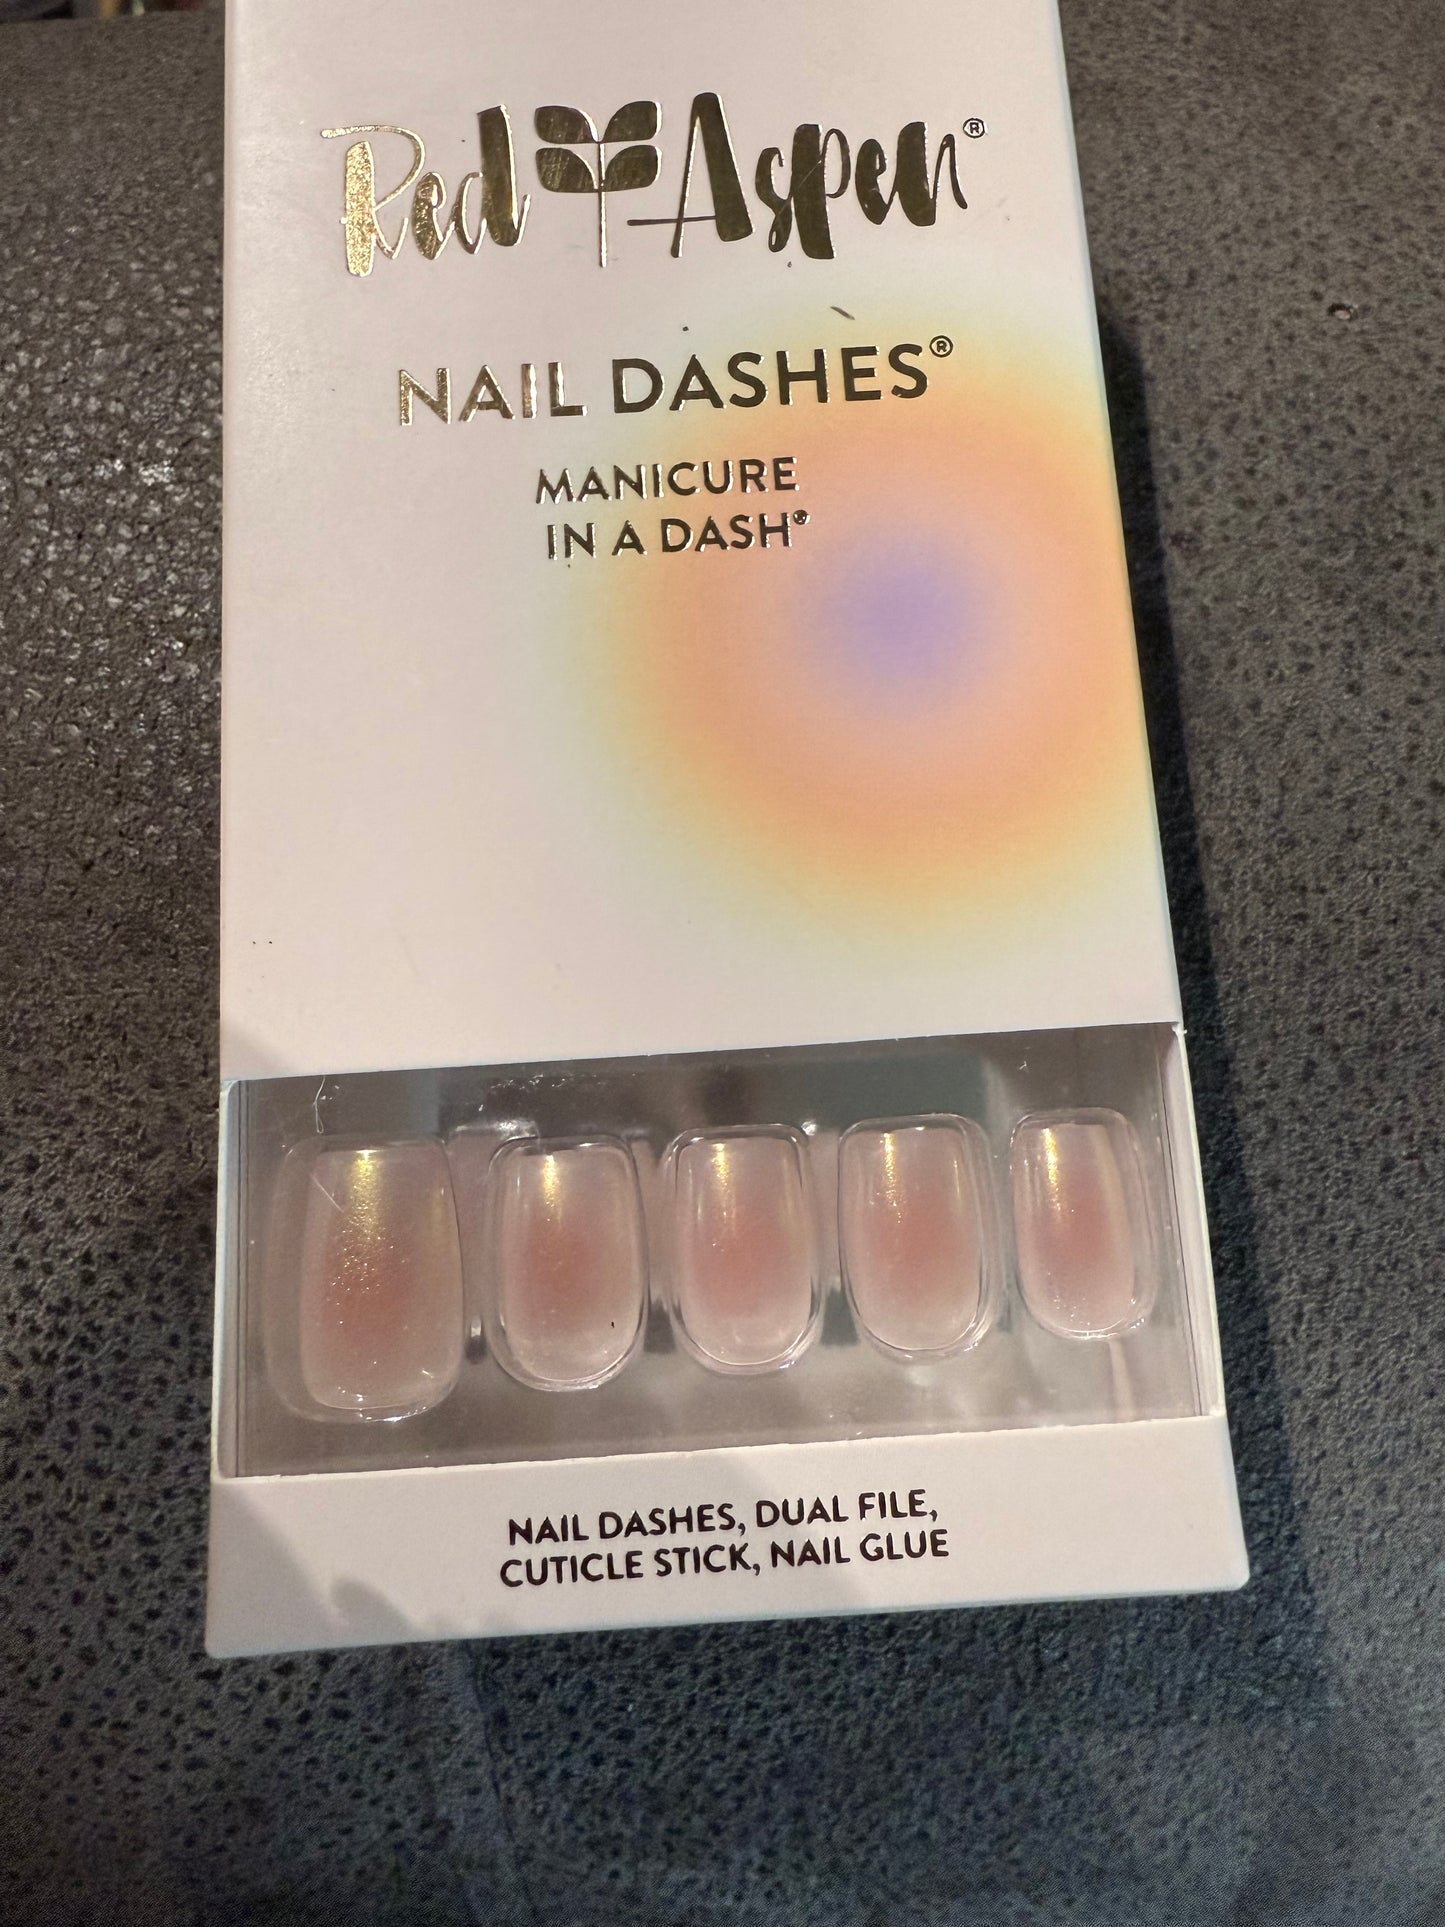 Red Aspen®
NAIL DASHES®
MANICURE
IN A DASH®
NAIL DASHES, DUAL FILE,
CUTICLE STICK, NAIL GLUE